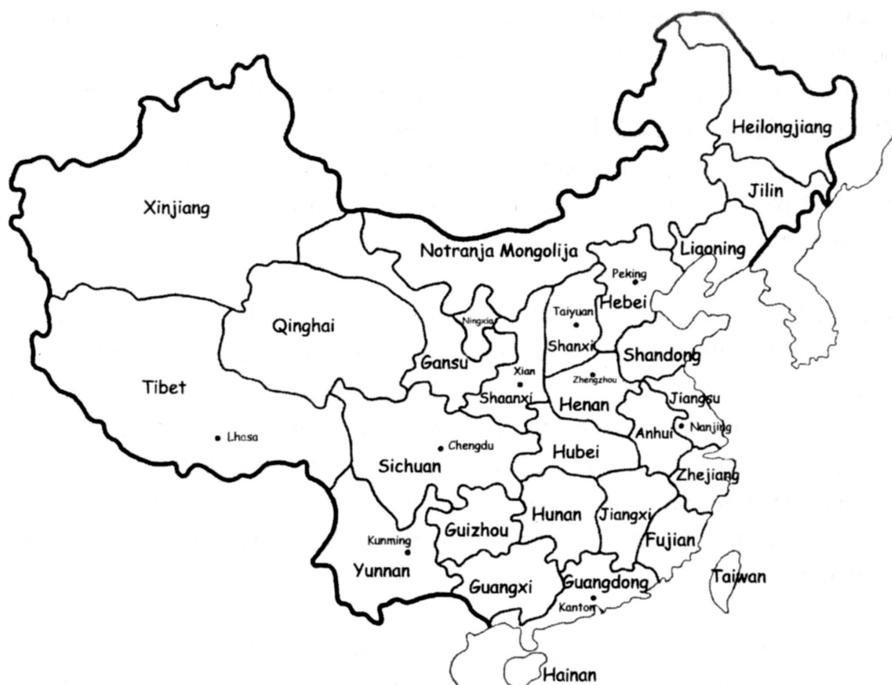 Heilongjiang
Jilin
Xinjiang
Notranja Mongolija
Liaoning
Peking
Hebei
Taiyuan
Ningxia
Qinghai
Shanxi
Shandong
Gansu
Xian
Zhengzhou
Tibet
Shaanxi
Henan
Jiangsu
Nanjing
Anhui
Lhasa
Chengdu
Hubei
Sichuan
Zhejiang
Hunan
Jiangxi
Guizhou
Kunming
Fujian
Yunnan
Guangxi
Guangdong
Taiwan
Kanton
Hainan